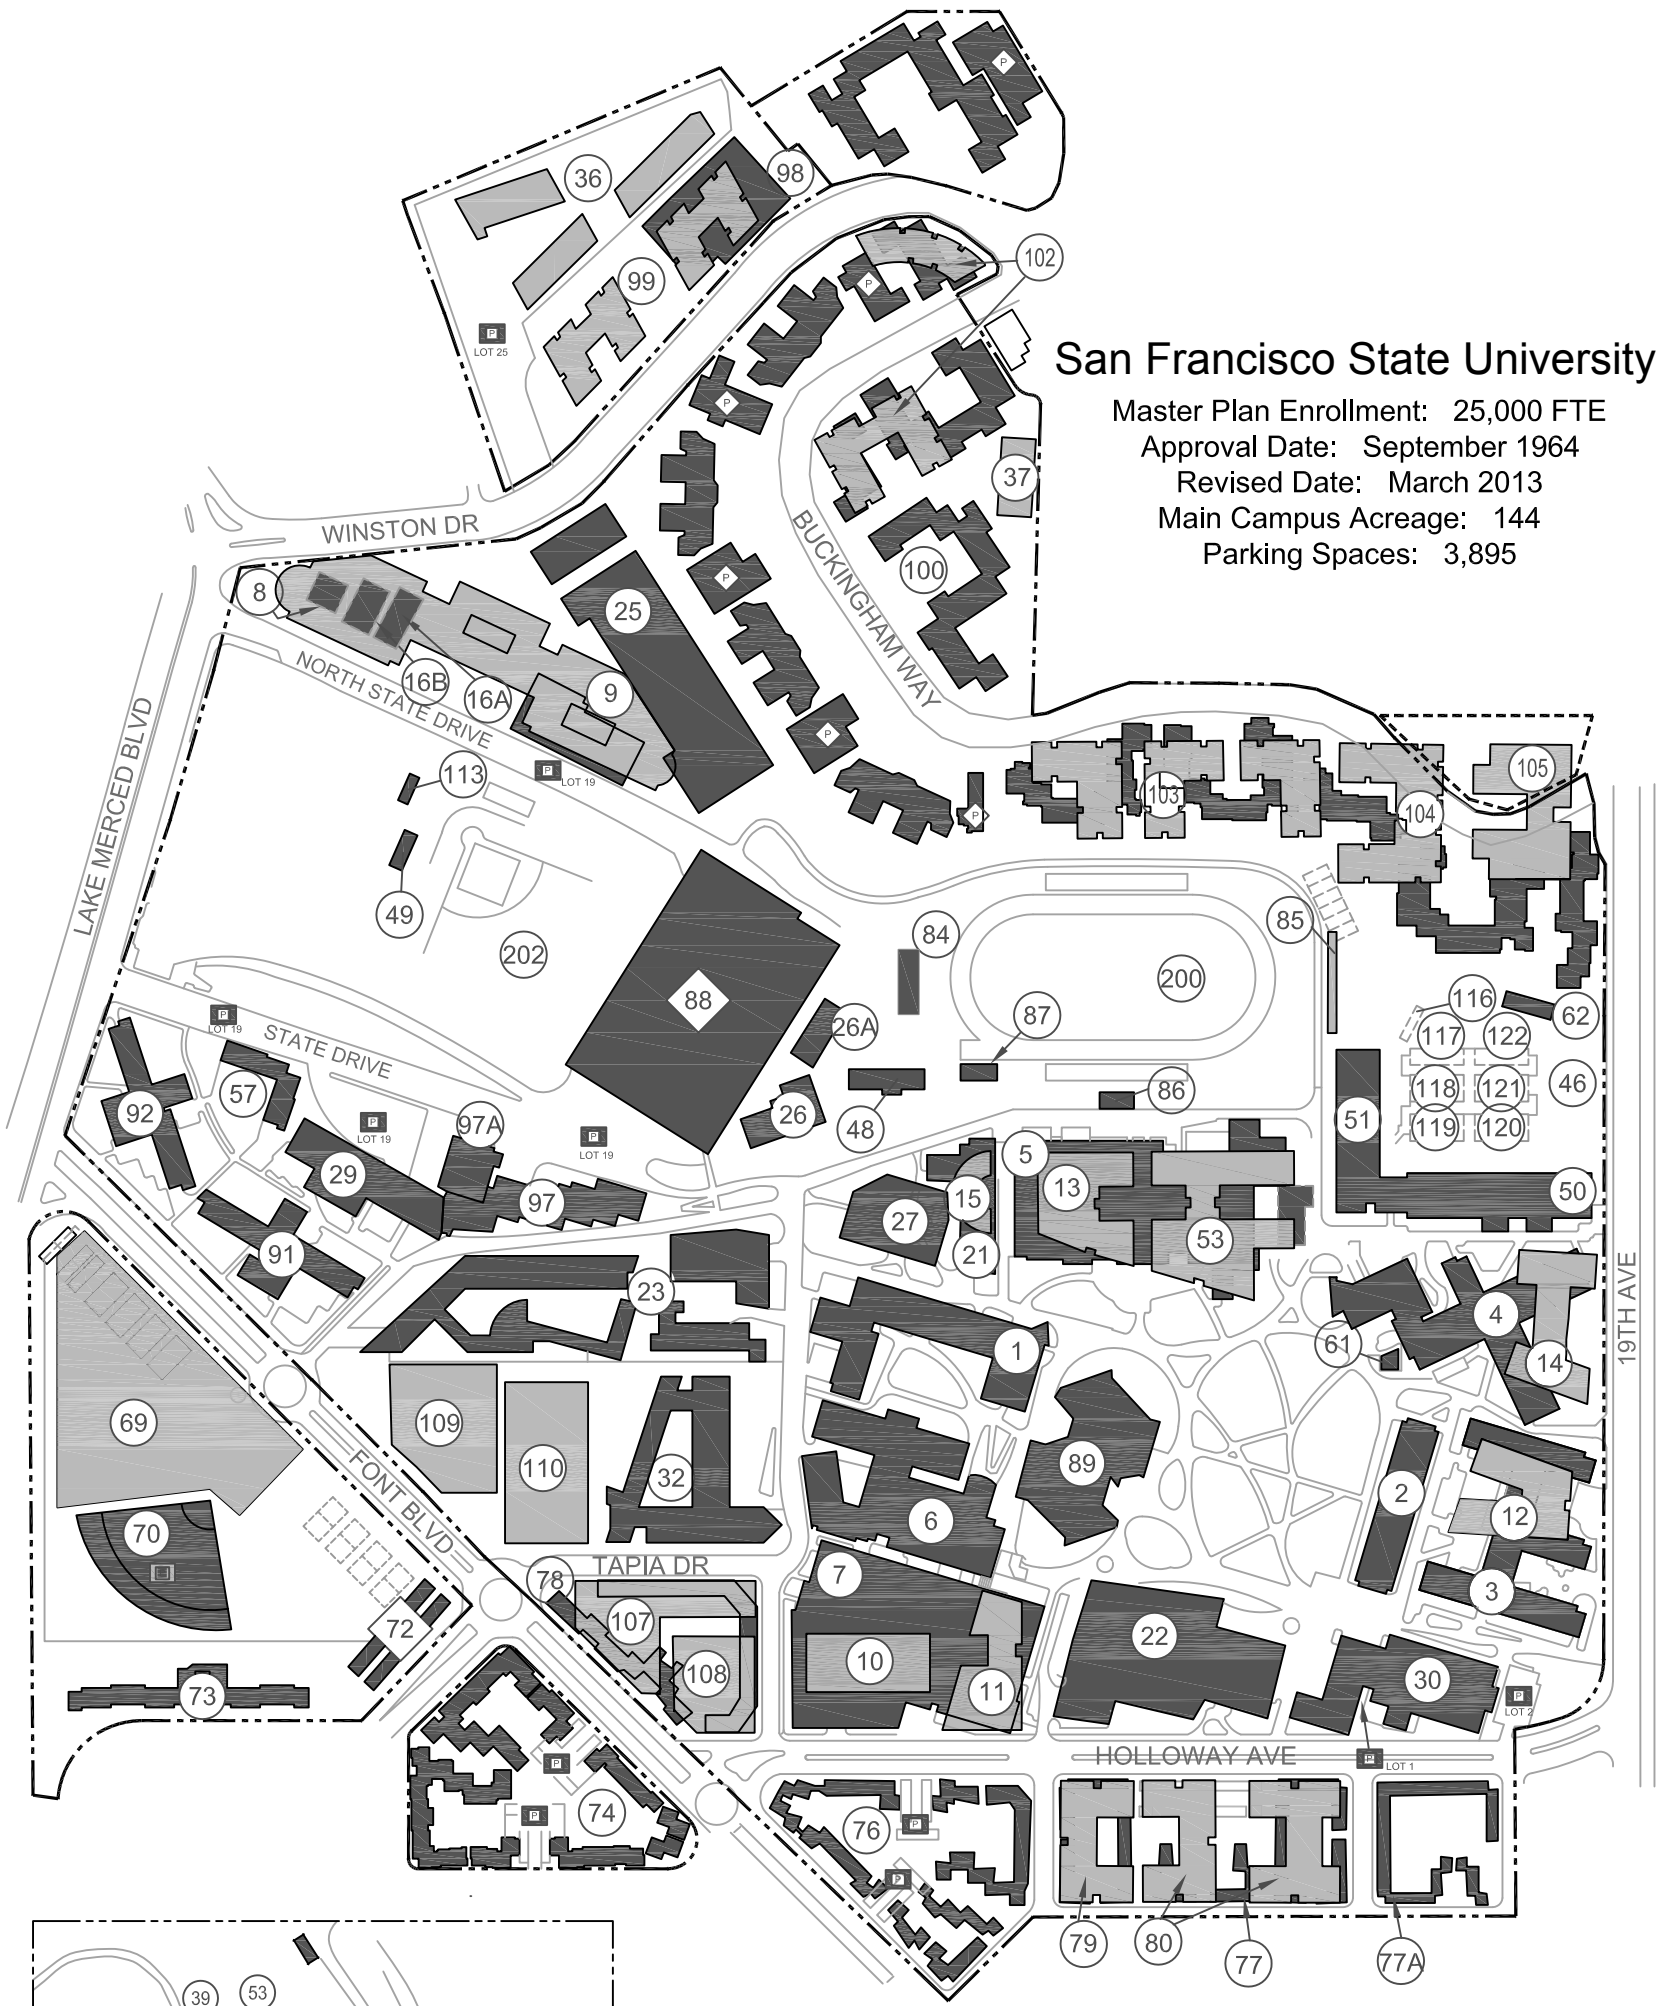 San Francisco State University
Master Plan Enrollment: 25,000 FTE
Approval Date: September 1964
Revised Date: March 2013
Main Campus Acreage: 144
Parking Spaces: 3,895
P
98
36
99
102
P
P
LOT 25
P
37
WINSTON DR
BUCKINGHAM WAY
100
8
25
P
16B
16A
9
NORTH STATE DRIVE
LAKE MERCED BLVD
P
P
LOT 19
113
P
103
104
105
49
202
84
85
200
88
26A
87
116
117
122
62
P
LOT 19
STATE DRIVE
92
57
P
LOT 19
97A
P
LOT 19
26
48
86
118
121
46
119
120
51
29
97
5
13
15
27
21
53
50
91
23
1
61
4
14
19TH AVE
69
109
110
32
89
2
12
6
FONT BLVD
70
TAPIA DR
78
107
108
7
10
11
22
3
30
72
73
P
LOT 2
HOLLOWAY AVE
P
LOT 1
P
P
74
76
P
P
79
80
77
77A
39
53